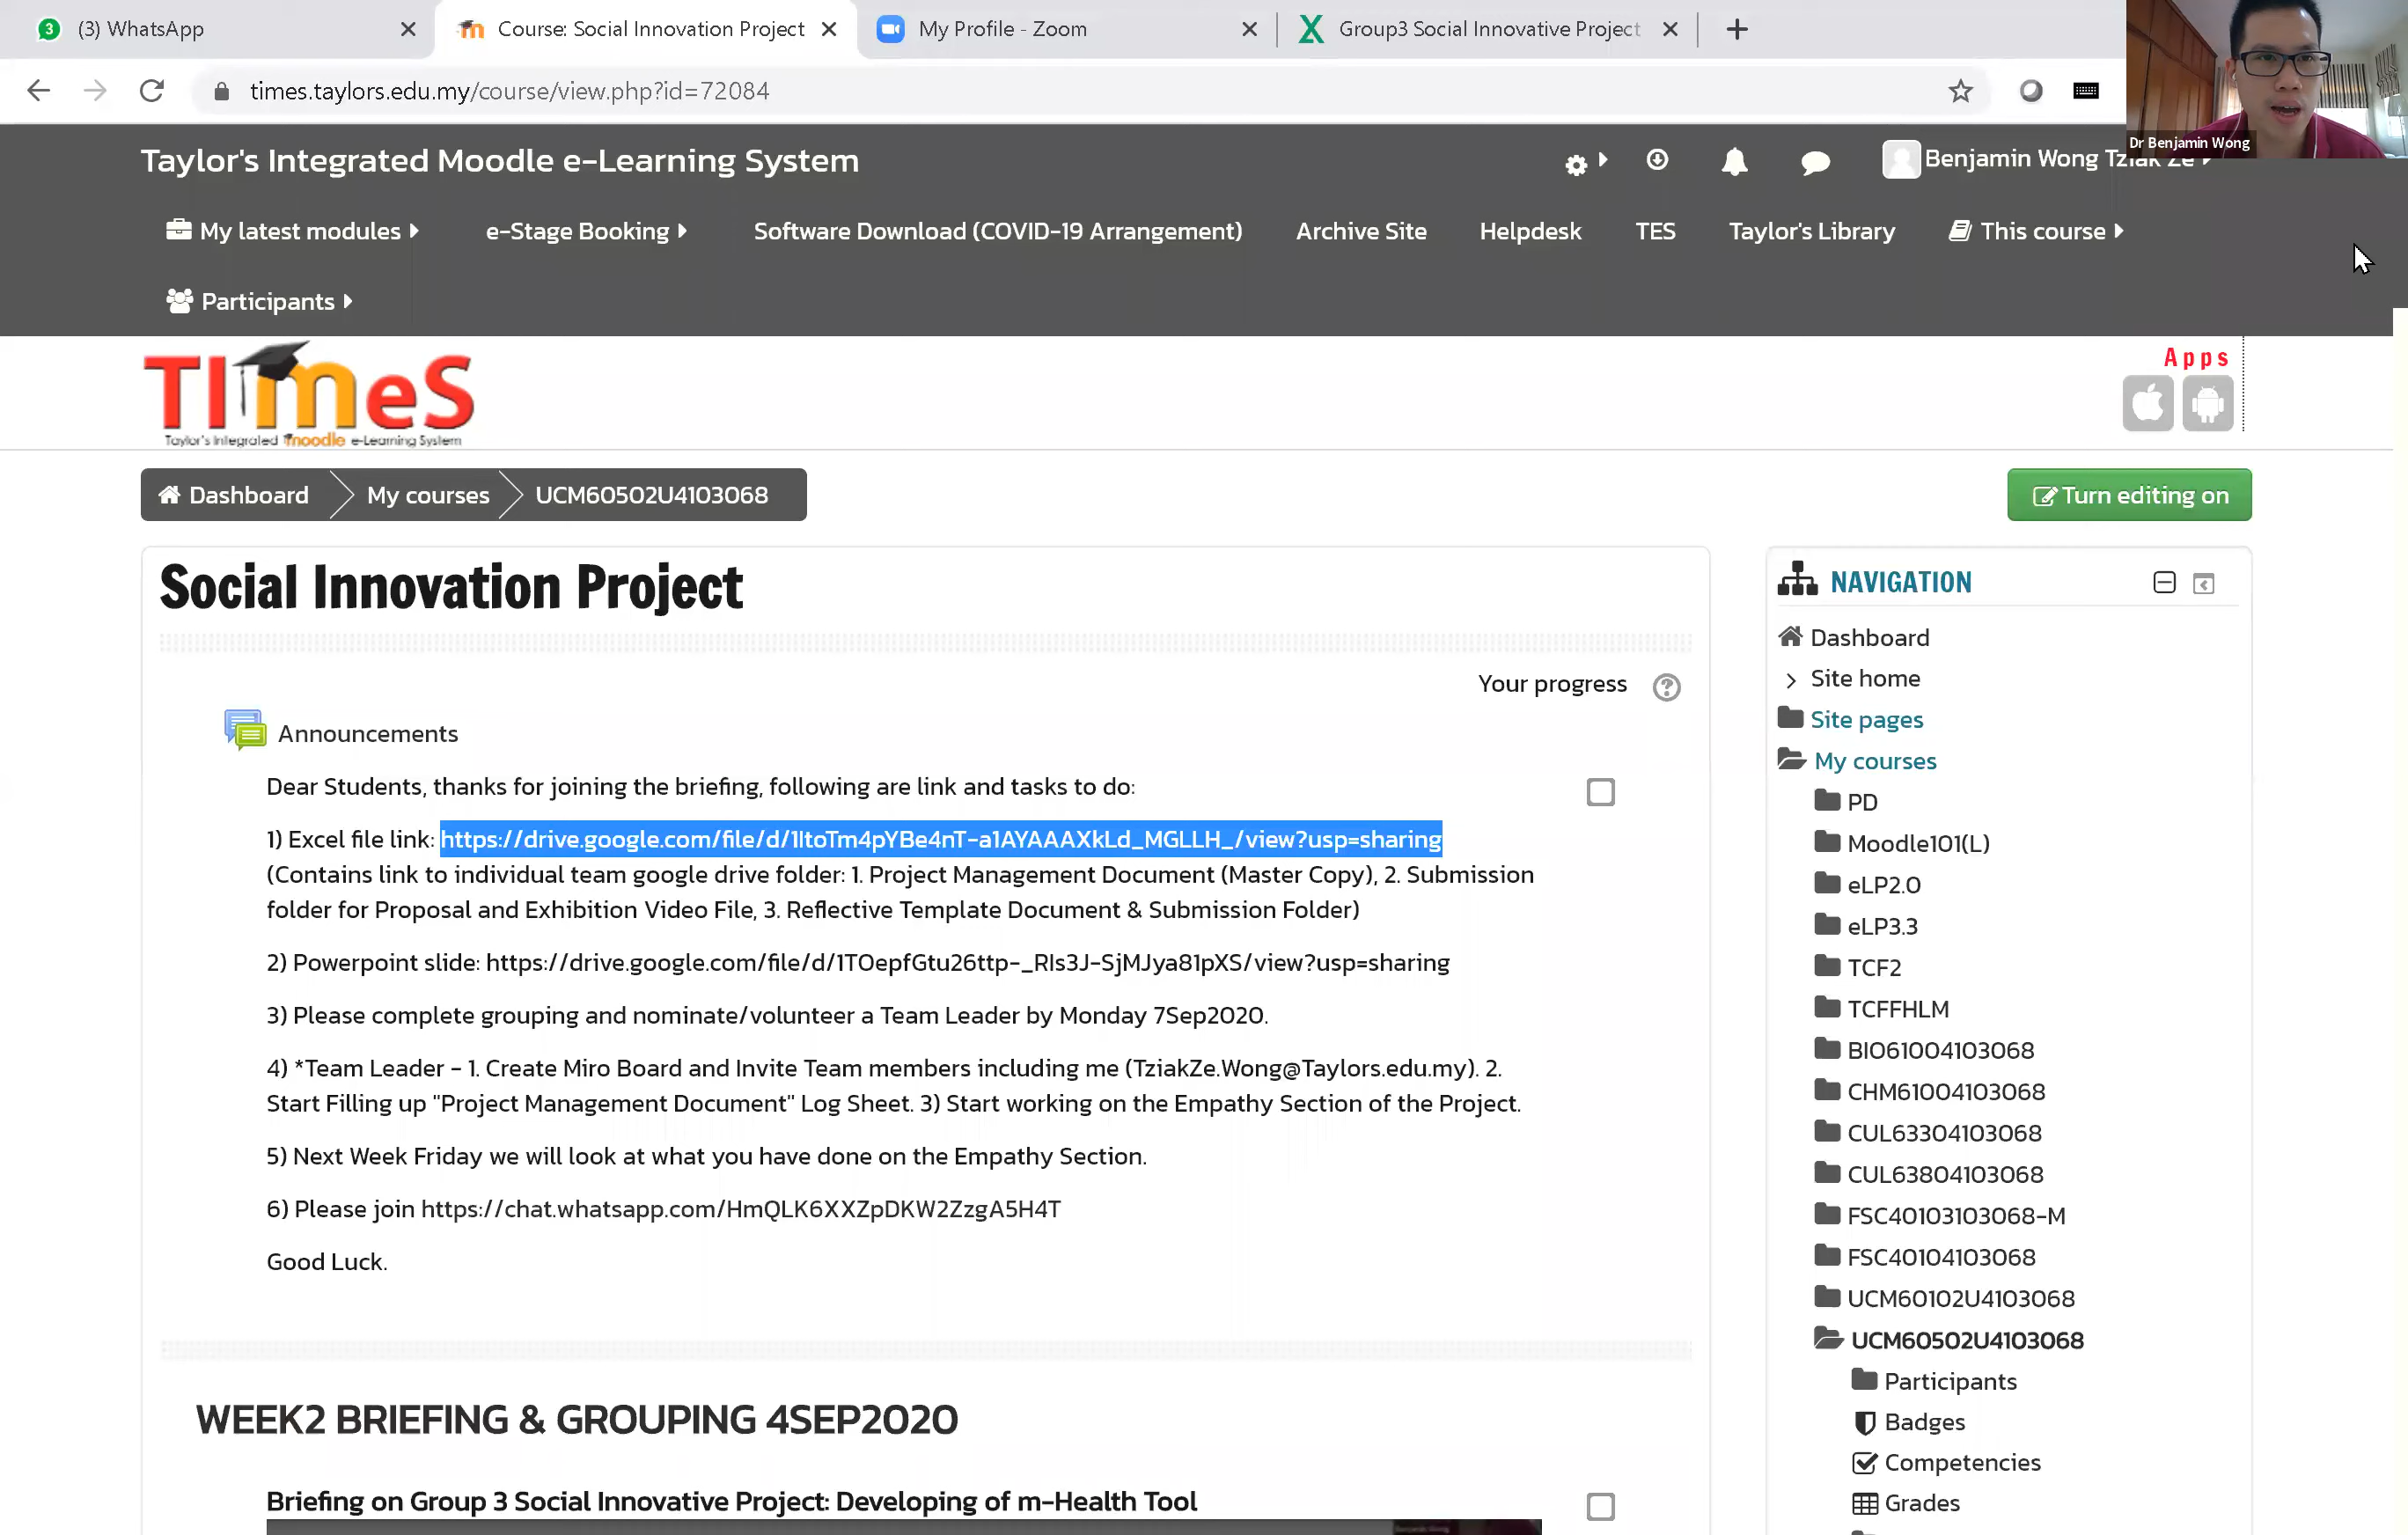 (3) WhatsApp
Course: Social Innovation Project
My Profile - Zoom
Group3 Social Innovative Project
times.taylors.edu.my/course/view.php?id=72084
Dr Benjamin Wong
Taylor's Integrated Moodle e-Learning System
Benjamin Wong Tziak Ze
My latest modules
e-Stage Booking
Software Download (COVID-19 Arrangement)
Archive Site
Helpdesk
TES
Taylor's Library
This course
Participants
TImeS
Taylor's Integrated moodle e-Learning System
Apps
Dashboard
My courses
UCM60502U4103068
Turn editing on
Social Innovation Project
Your progress
Announcements
Dear Students, thanks for joining the briefing, following are link and tasks to do:
1) Excel file link: https://drive.google.com/file/d/1ItoTm4pYBe4nT-a1AYAAAXkLd_MGLLH_/view?usp=sharing
(Contains link to individual team google drive folder: 1. Project Management Document (Master Copy), 2. Submission
folder for Proposal and Exhibition Video File, 3. Reflective Template Document & Submission Folder)
2) Powerpoint slide: https://drive.google.com/file/d/1TOepfGtu26ttp-_RIs3J-SjMJya81pXS/view?usp=sharing
3) Please complete grouping and nominate/volunteer a Team Leader by Monday 7Sep2020.
4) *Team Leader - 1. Create Miro Board and Invite Team members including me (TziakZe.Wong@Taylors.edu.my). 2.
Start Filling up "Project Management Document" Log Sheet. 3) Start working on the Empathy Section of the Project.
5) Next Week Friday we will look at what you have done on the Empathy Section.
6) Please join https://chat.whatsapp.com/HmQLK6XXZpDKW2ZzgA5H4T
Good Luck.
WEEK2 BRIEFING & GROUPING 4SEP2020
Briefing on Group 3 Social Innovative Project: Developing of m-Health Tool
NAVIGATION
Dashboard
Site home
Site pages
My courses
PD
Moodle101(L)
eLP2.0
eLP3.3
TCF2
TCFFHLM
BIO61004103068
CHM61004103068
CUL63304103068
CUL63804103068
FSC40103103068-M
FSC40104103068
UCM60102U4103068
UCM60502U4103068
Participants
Badges
Competencies
Grades